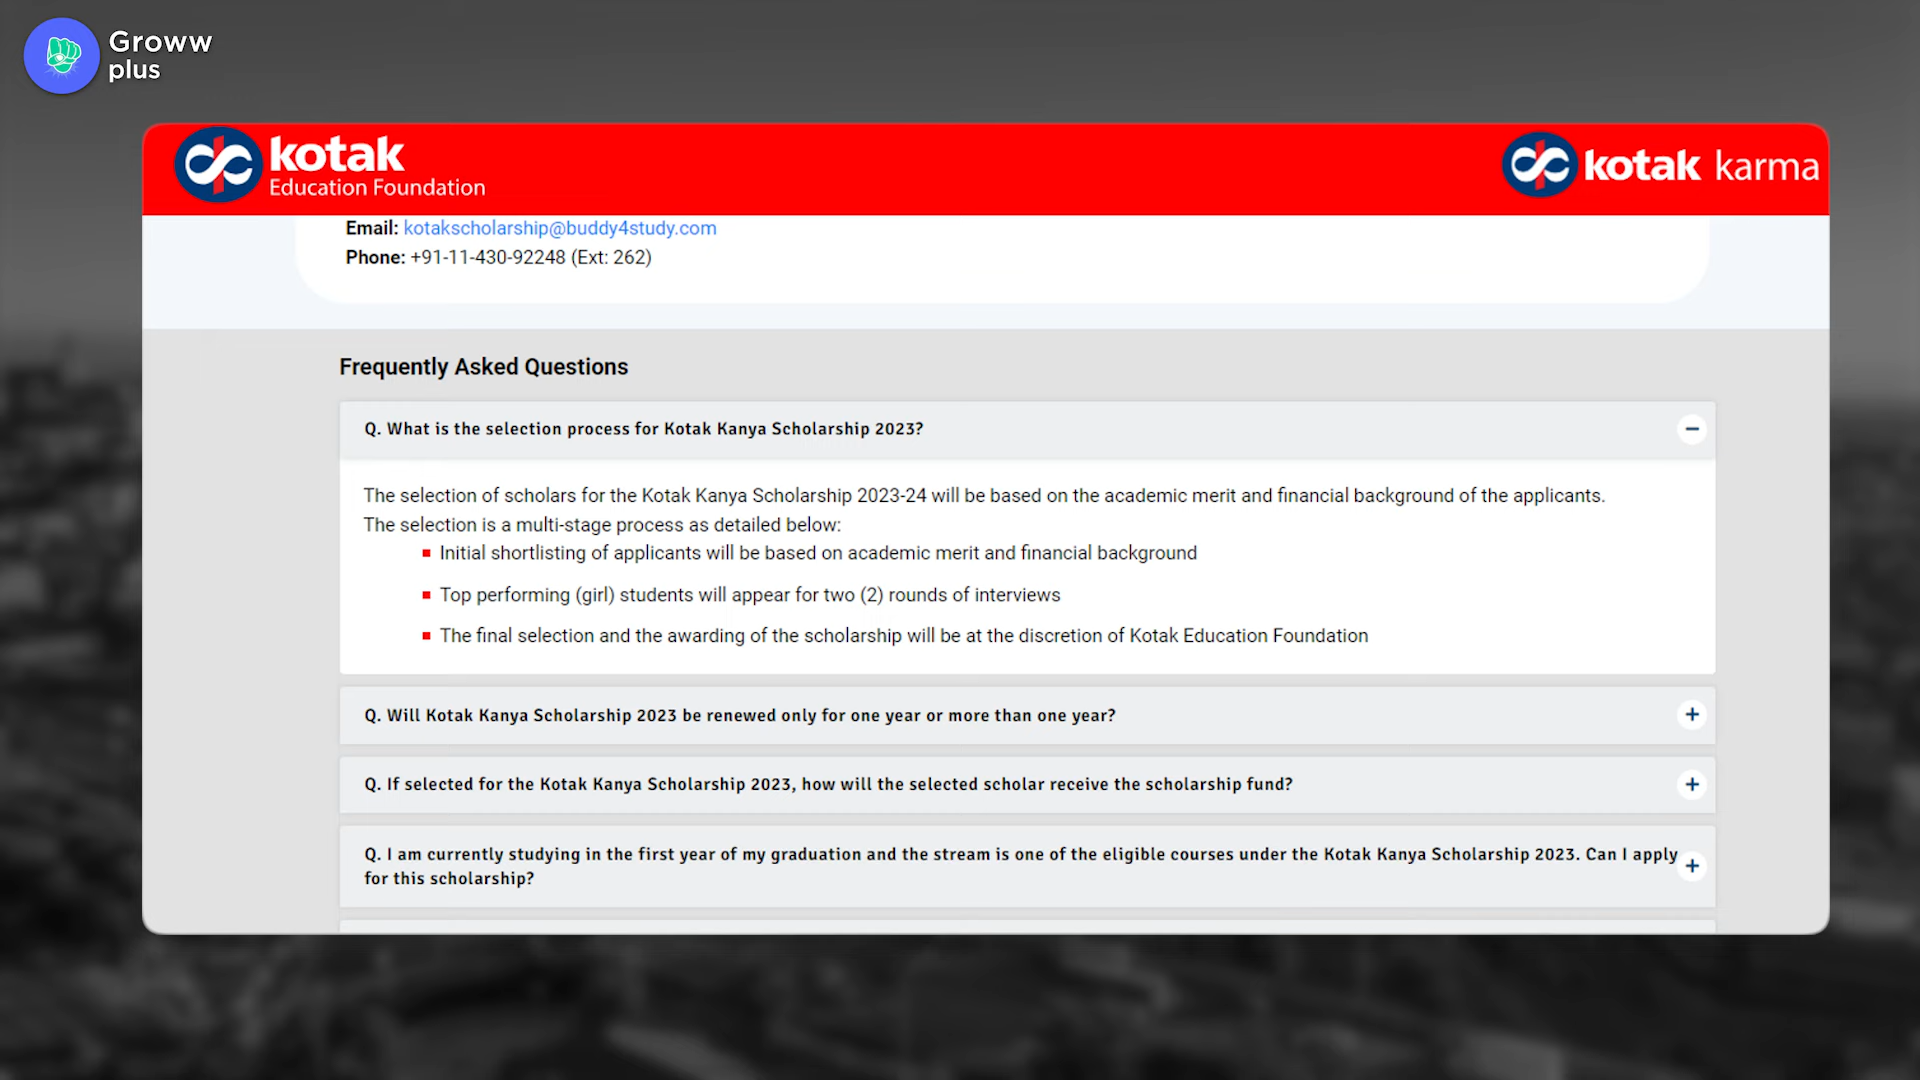 Groww
plus
kotak
Education Foundation
kotak karma
Email: kotakscholarship@buddy4study.com
Phone: +91-11-430-92248 (Ext: 262)
Frequently Asked Questions
Q. What is the selection process for Kotak Kanya Scholarship 2023?
The selection of scholars for the Kotak Kanya Scholarship 2023-24 will be based on the academic merit and financial background of the applicants.
The selection is a multi-stage process as detailed below:
Initial shortlisting of applicants will be based on academic merit and financial background
Top performing (girl) students will appear for two (2) rounds of interviews
The final selection and the awarding of the scholarship will be at the discretion of Kotak Education Foundation
Q. Will Kotak Kanya Scholarship 2023 be renewed only for one year or more than one year?
Q. If selected for the Kotak Kanya Scholarship 2023, how will the selected scholar receive the scholarship fund?
Q. I am currently studying in the first year of my graduation and the stream is one of the eligible courses under the Kotak Kanya Scholarship 2023. Can I apply
for this scholarship?